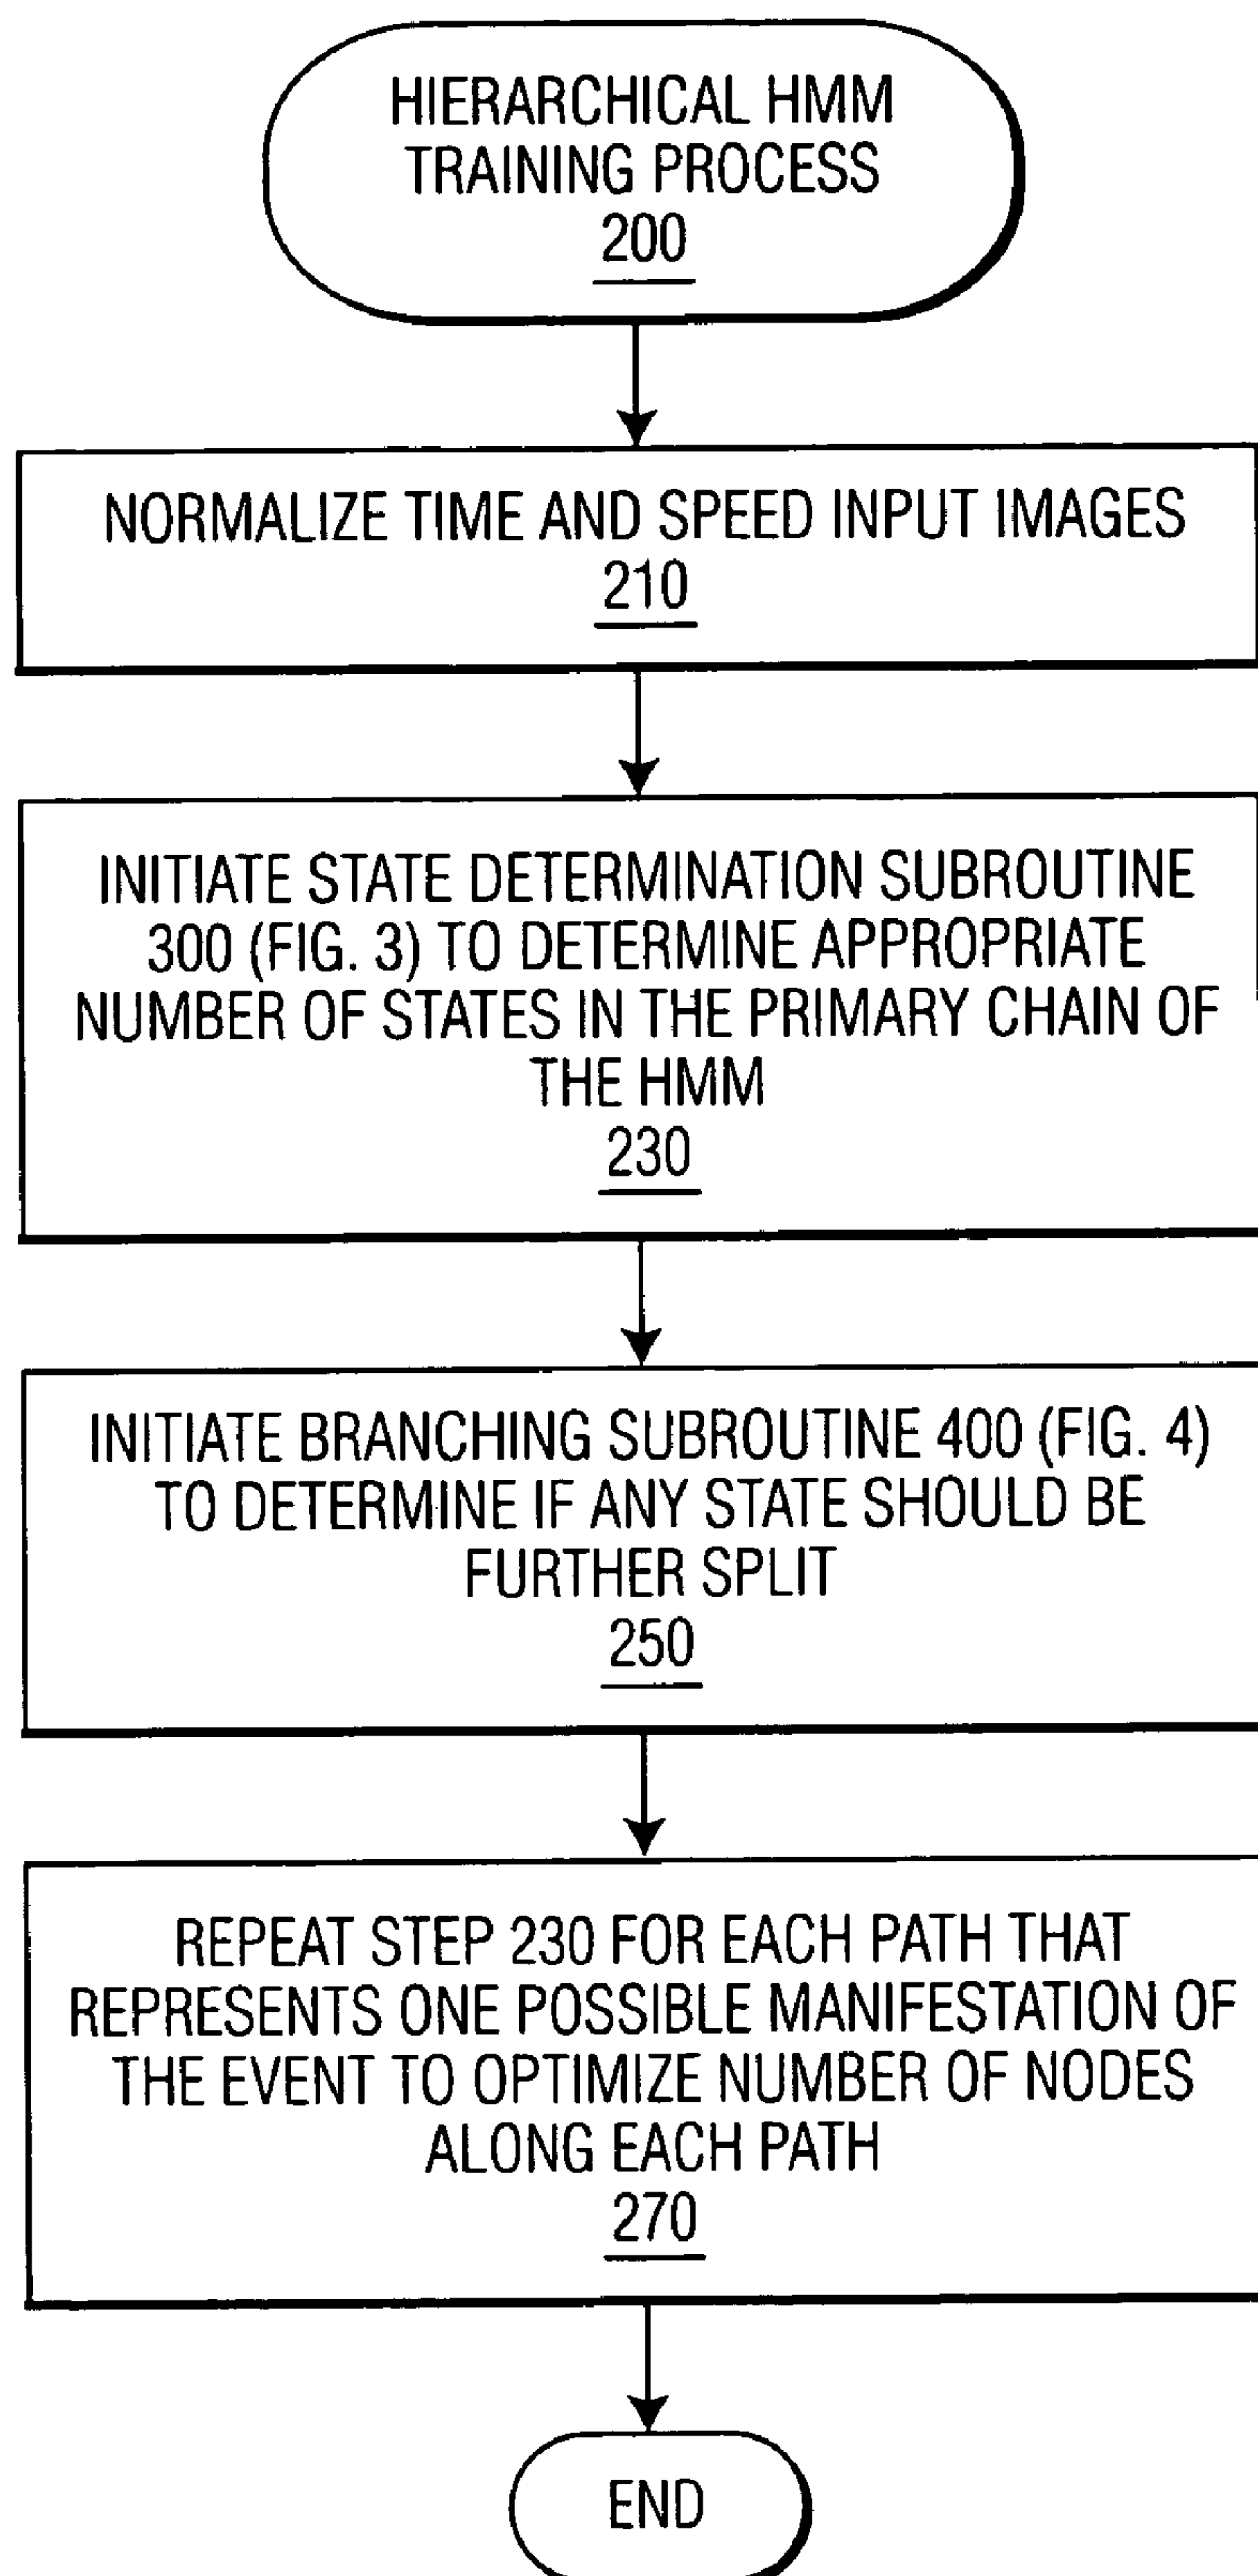 HIERARCHICAL HMM
TRAINING PROCESS
200
NORMALIZE TIME AND SPEED INPUT IMAGES
210
INITIATE STATE DETERMINATION SUBROUTINE
300 (FIG. 3) TO DETERMINE APPROPRIATE
NUMBER OF STATES IN THE PRIMARY CHAIN OF
THE HMM
230
INITIATE BRANCHING SUBROUTINE 400 (FIG. 4)
TO DETERMINE IF ANY STATE SHOULD BE
FURTHER SPLIT
250
REPEAT STEP 230 FOR EACH PATH THAT
REPRESENTS ONE POSSIBLE MANIFESTATION OF
THE EVENT TO OPTIMIZE NUMBER OF NODES
ALONG EACH PATH
270
END